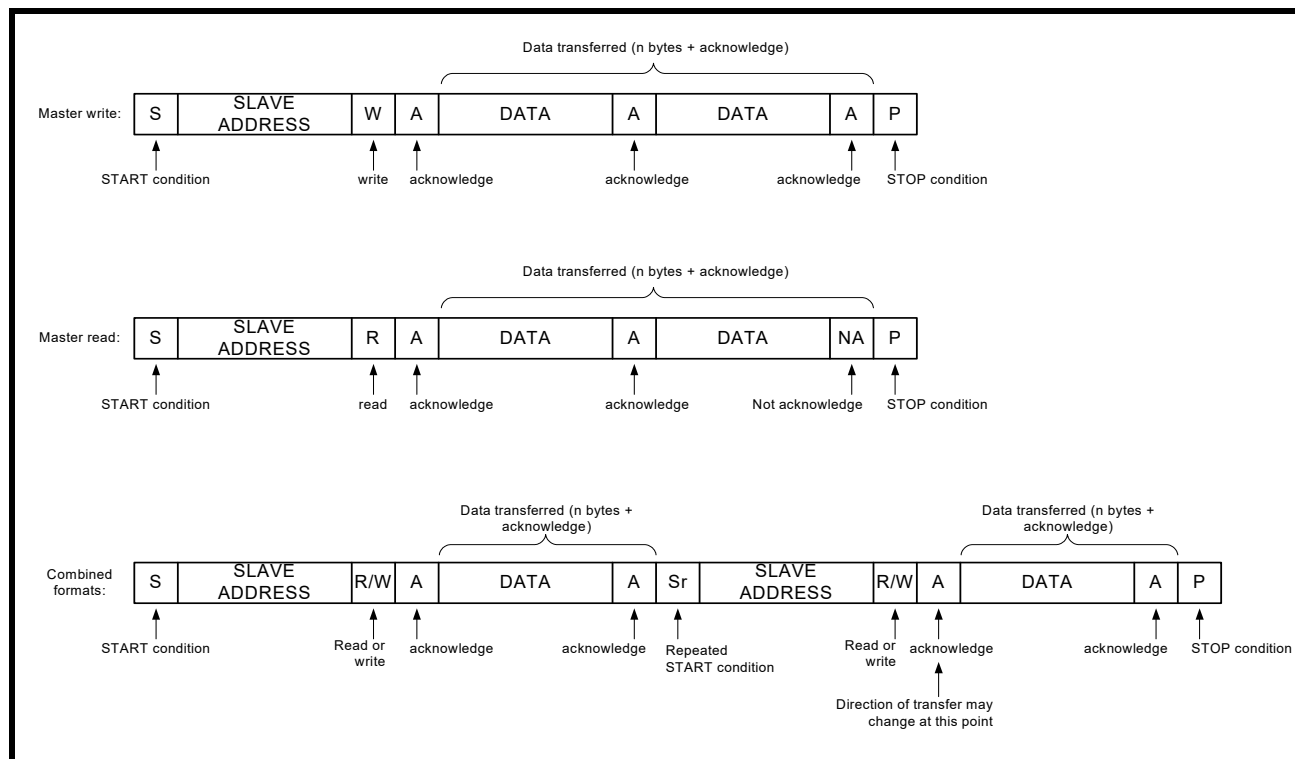 Data transferred (n bytes + acknowledge)
Master write:
S
SLAVE
ADDRESS
W
A
DATA
A
DATA
A
P
START condition
write
acknowledge
acknowledge
acknowledge
STOP condition
Data transferred (n bytes + acknowledge)
Master read:
S
SLAVE
ADDRESS
R
A
DATA
A
DATA
NA
P
START condition
read
acknowledge
acknowledge
Not acknowledge
STOP condition
Data transferred (n bytes +
acknowledge)
Data transferred (n bytes +
acknowledge)
Combined
formats:
S
SLAVE
ADDRESS
R/W
A
DATA
A
Sr
SLAVE
ADDRESS
R/W
A
DATA
A
P
START condition
Read or
write
acknowledge
acknowledge
Repeated
START condition
Read or
write
acknowledge
acknowledge
STOP condition
Direction of transfer may
change at this point